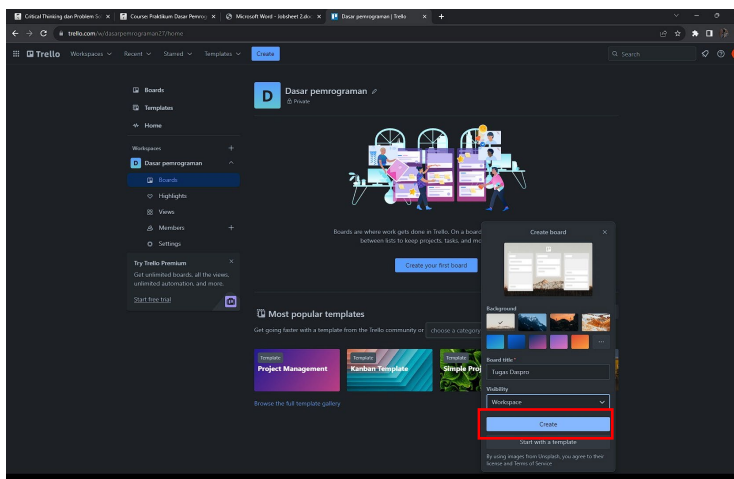 Critical Thinking dan Problem So
Course: Praktikum Dasar Pemrog
Microsoft Word - Jobsheet 2.do
Dasar pemrograman | Trello
trello.com/w/dasarpemrograman27/home
Trello
Workspaces
Recent
Starred
Templates
Create
Search
Boards
Templates
Home
Workspaces
D Dasar pemrograman
Boards
Highlights
Views
Members
Settings
Try Trello Premium
Get unlimited boards, all the views,
unlimited automation, and more.
Start free trial
D
Dasar pemrograman
Private
Boards are where work gets done in Trello. On a board
between lists to keep projects, tasks, and mo
Create your first board
Most popular templates
Get going faster with a template from the Trello community or
choose a category
Template
Project Management
Template
Kanban Template
Template
Simple Proj
Browse the full template gallery
Create board
Background
Board title *
Tugas Darpro
Visibility
Workspace
Create
Start with a template
By using images from Unsplash, you agree to their
license and Terms of Service